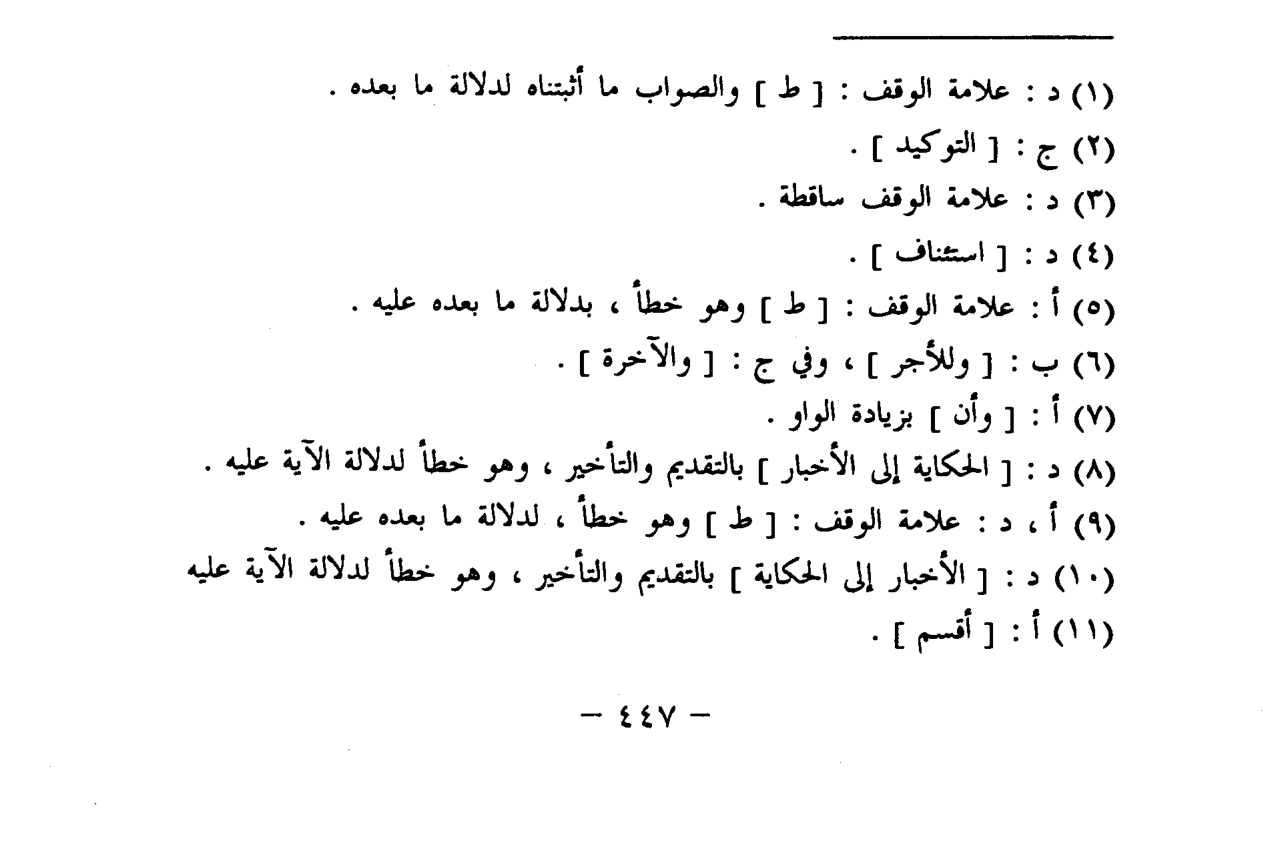 (١) د : علامة الوقف : [ ط ] والصواب ما أثبتناه لدلالة ما بعده .
(٢) ج : [ التوكيد ] .
(٣) د : علامة الوقف ساقطة .
(٤) د : [ استئناف ] .
(٥) أ : علامة الوقف : [ ط ] وهو خطأ ، بدلالة ما بعده عليه .
(٦) ب : [ وللأجر ] ، وفي ج : [ والآخرة ] .
(٧) أ : [ وأن ] بزيادة الواو .
(٨) د : [ الحكاية إلى الأخبار ] بالتقديم والتأخير ، وهو خطأ لدلالة الآية عليه .
(٩) أ ، د : علامة الوقف : [ ط ] وهو خطأ ، لدلالة ما بعده عليه .
(١٠) د : [ الأخبار إلى الحكاية ] بالتقديم والتأخير ، وهو خطأ لدلالة الآية عليه
(١١) أ : [ أقسم ] .
– ٤٤٧ –